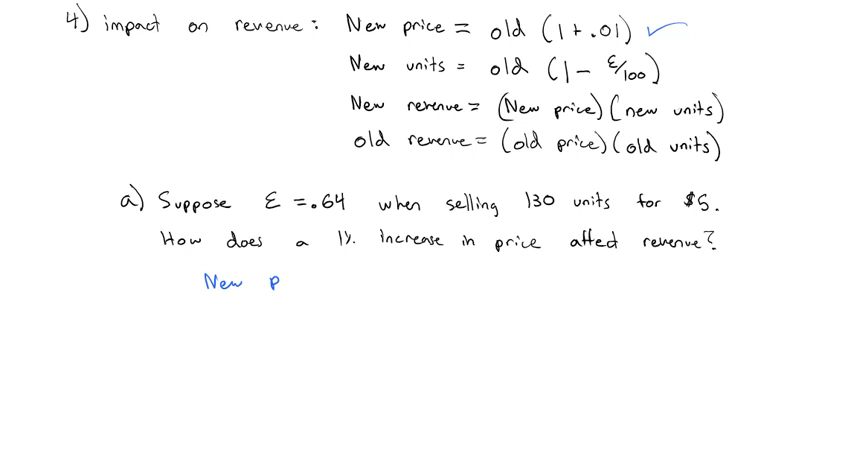 4) impact on revenue: New price = old (1 + .01) ✓
New units = old (1 - ε/100)
New revenue = (New price)(new units)
old revenue = (old price)(old units)
a) Suppose ε = .64 when selling 130 units for $5.
How does a 1% increase in price affect revenue?
New p